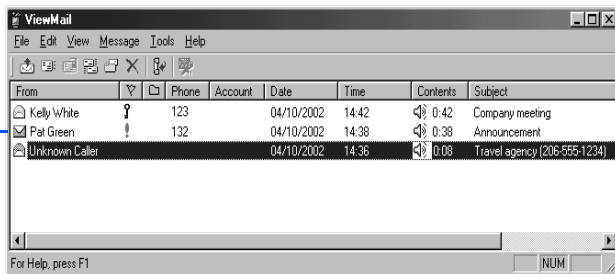 ViewMail
File Edit View Message Tools Help
From Phone Account Date Time Contents Subject
Kelly White 123 04/10/2002 14:42 0:42 Company meeting
Pat Green 132 04/10/2002 14:38 0:38 Announcement
Unknown Caller 04/10/2002 14:36 0:08 Travel agency (206-555-1234)
For Help, press F1 NUM